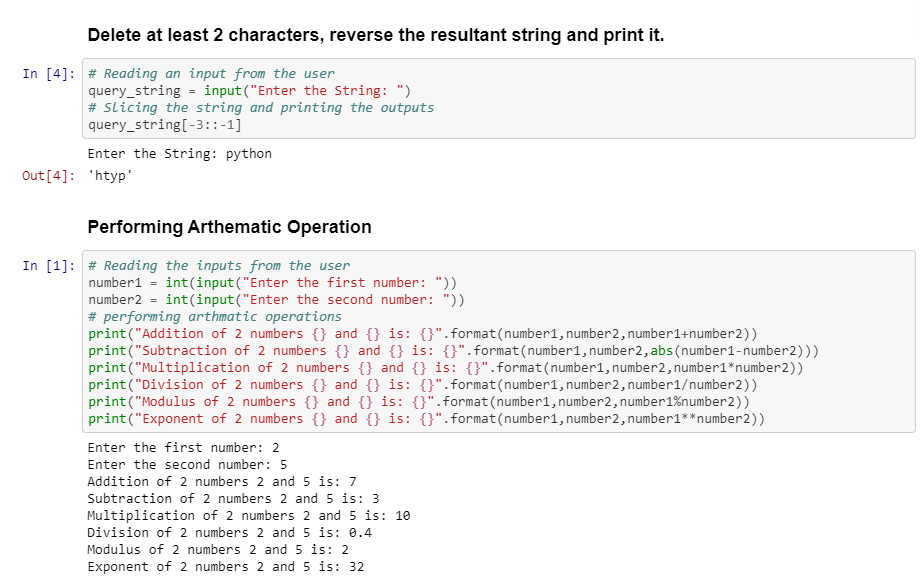 Delete at least 2 characters, reverse the resultant string and print it.
In [4]: # Reading an input from the user
query_string = input("Enter the String: ")
# Slicing the string and printing the outputs
query_string[-3::-1]
Enter the String: python
Out[4]: 'htyp'
Performing Arthematic Operation
In [1]: # Reading the inputs from the user
number1 = int(input("Enter the first number: "))
number2 = int(input("Enter the second number: "))
# performing arthmatic operations
print("Addition of 2 numbers {} and {} is: {}".format(number1,number2,number1+number2))
print("Subtraction of 2 numbers {} and {} is: {}".format(number1,number2,abs(number1-number2)))
print("Multiplication of 2 numbers {} and {} is: {}".format(number1,number2,number1*number2))
print("Division of 2 numbers {} and {} is: {}".format(number1,number2,number1/number2))
print("Modulus of 2 numbers {} and {} is: {}".format(number1,number2,number1%number2))
print("Exponent of 2 numbers {} and {} is: {}".format(number1,number2,number1**number2))
Enter the first number: 2
Enter the second number: 5
Addition of 2 numbers 2 and 5 is: 7
Subtraction of 2 numbers 2 and 5 is: 3
Multiplication of 2 numbers 2 and 5 is: 10
Division of 2 numbers 2 and 5 is: 0.4
Modulus of 2 numbers 2 and 5 is: 2
Exponent of 2 numbers 2 and 5 is: 32